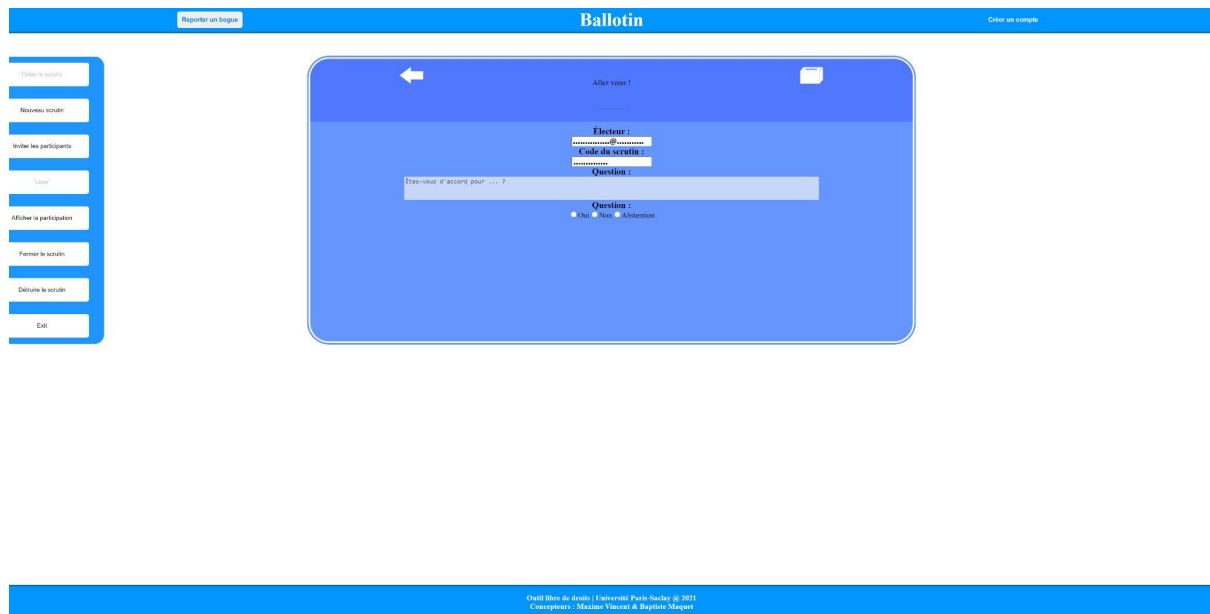 Reporter un bogue
Ballotin
Créer un compte
Créer le scrutin
Nouveau scrutin
Inviter les participants
Voter
Afficher la participation
Fermer le scrutin
Détruire le scrutin
Exit
Allez voter !
Électeur :
...............@...........
Code du scrutin :
..............
Question :
Êtes-vous d'accord pour ... ?
Question :
Oui Non Abstention
Outil libre de droits | Université Paris-Saclay @ 2021
Concepteurs : Maxime Vincent & Baptiste Maquet